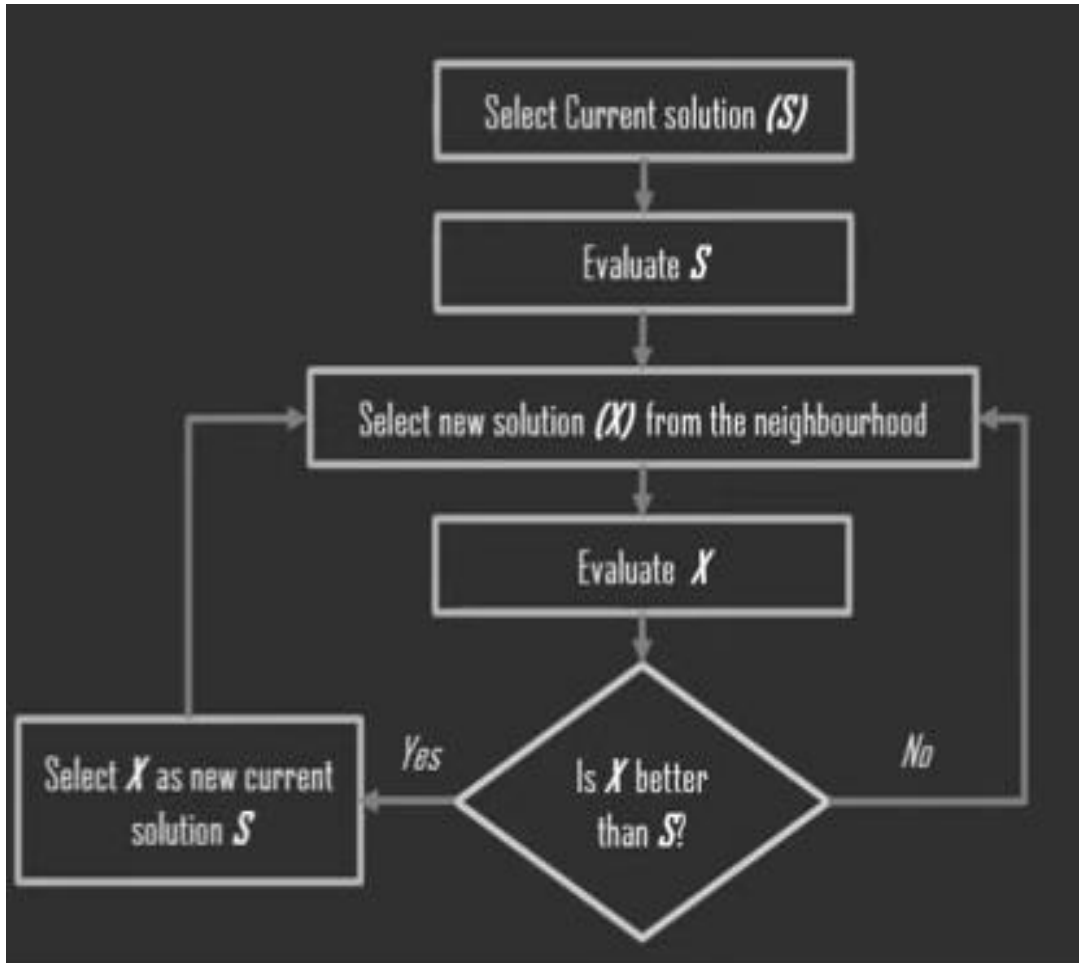 Select Current solution (S)
Evaluate S
Select new solution (X) from the neighbourhood
Evaluate X
Is X better
than S?
Yes
No
Select X as new current
solution S